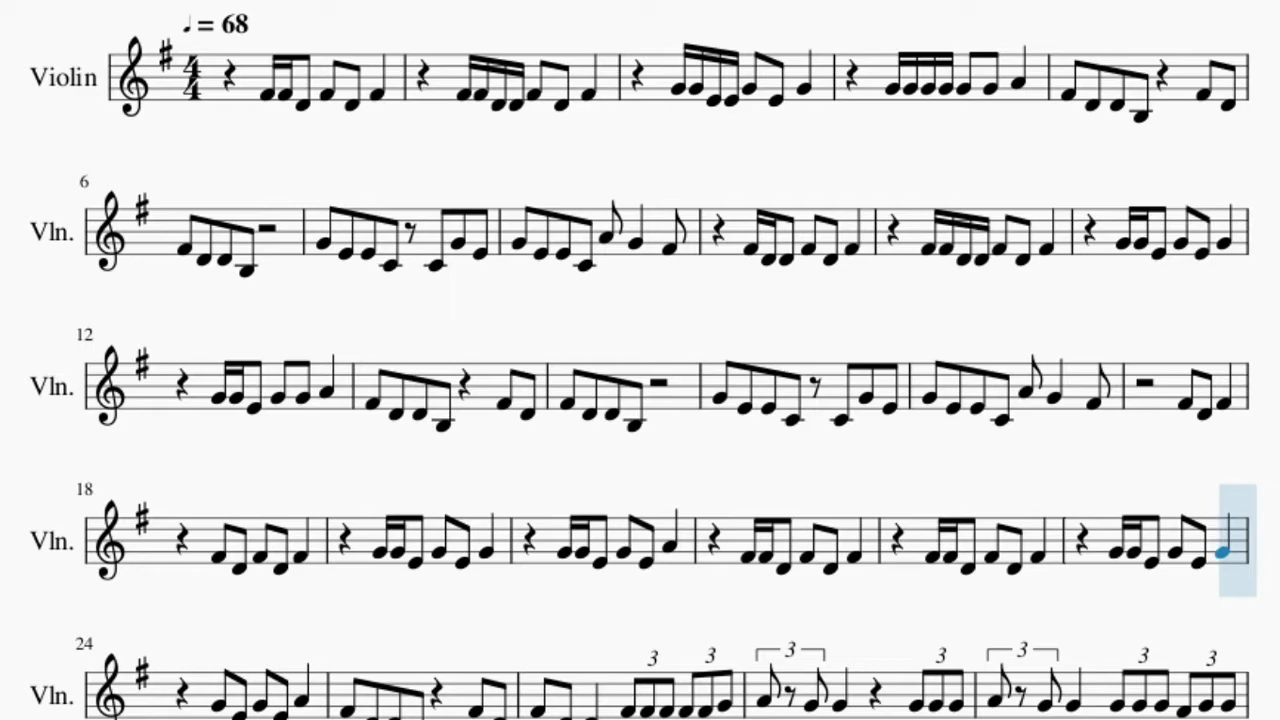 ♩ = 68
Violin 4 4
6
Vln.
12
Vln.
18
Vln.
24
3 3 3 3 3 3 3
Vln.